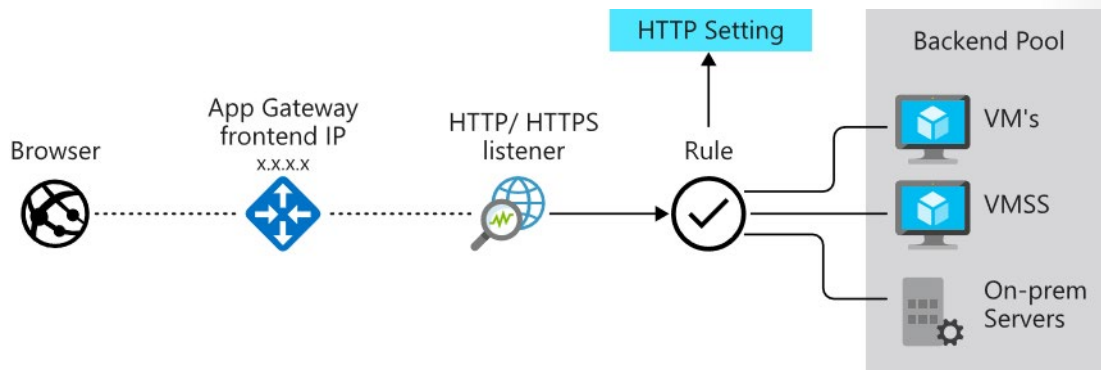 HTTP Setting
Backend Pool
App Gateway
frontend IP
x.x.x.x
HTTP/ HTTPS
listener
Browser
Rule
VM's
VMSS
On-prem
Servers